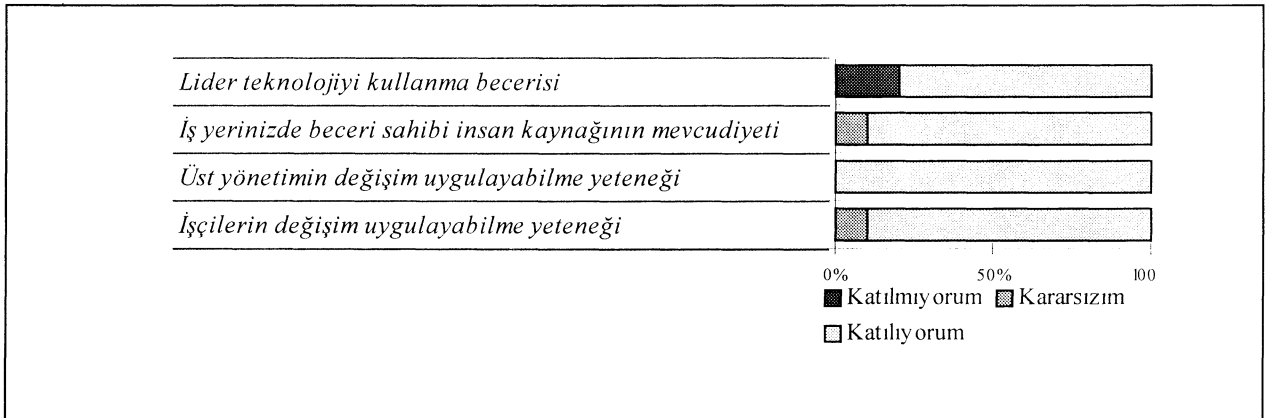 Lider teknolojiyi kullanma becerisi
İş yerinizde beceri sahibi insan kaynağının mevcudiyeti
Üst yönetimin değişim uygulayabilme yeteneği
İşçilerin değişim uygulayabilme yeteneği
0% 50% 100
Katılmıyorum Kararsızım
Katılıyorum